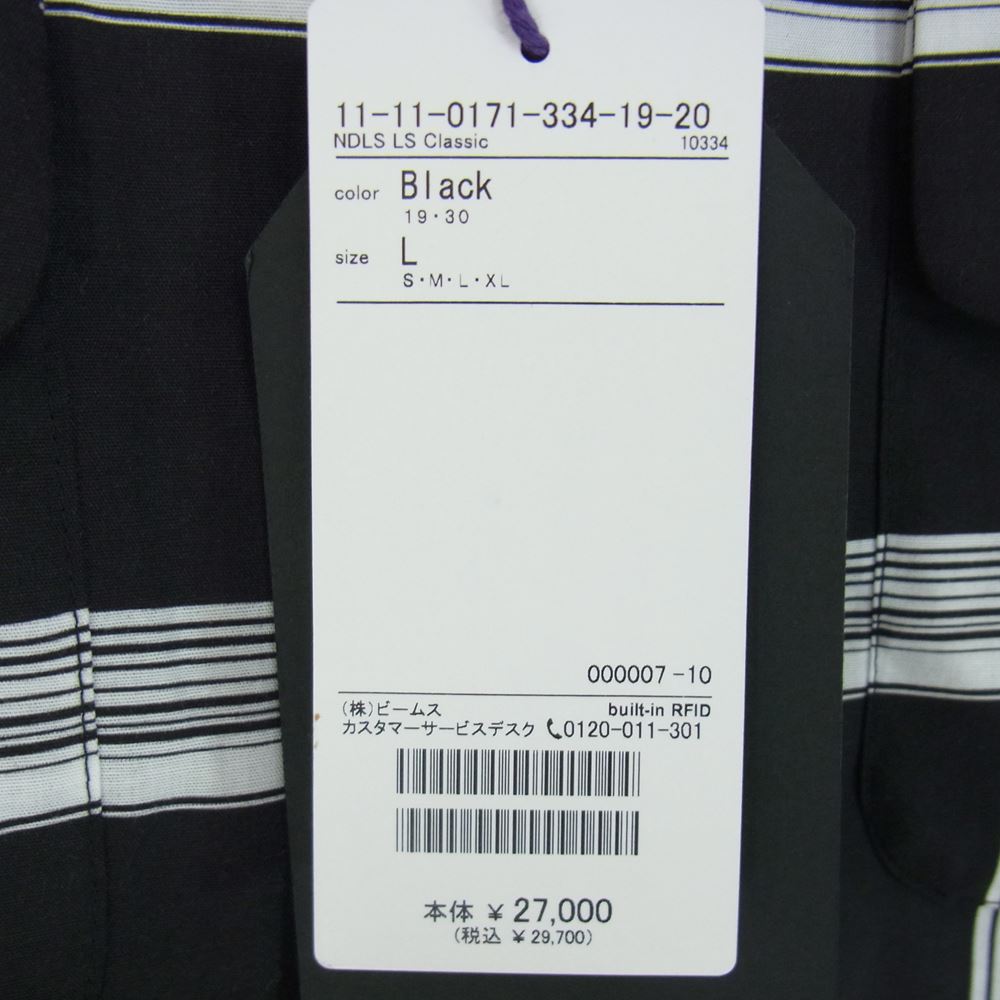 11-11-0171-334-19-20
NDLS LS Classic 10334
color Black
19・30
size L
S・M・L・XL
000007-10
(株)ビームス built-in RFID
カスタマーサービスデスク 0120-011-301
本体 ¥ 27,000
(税込 ¥ 29,700)